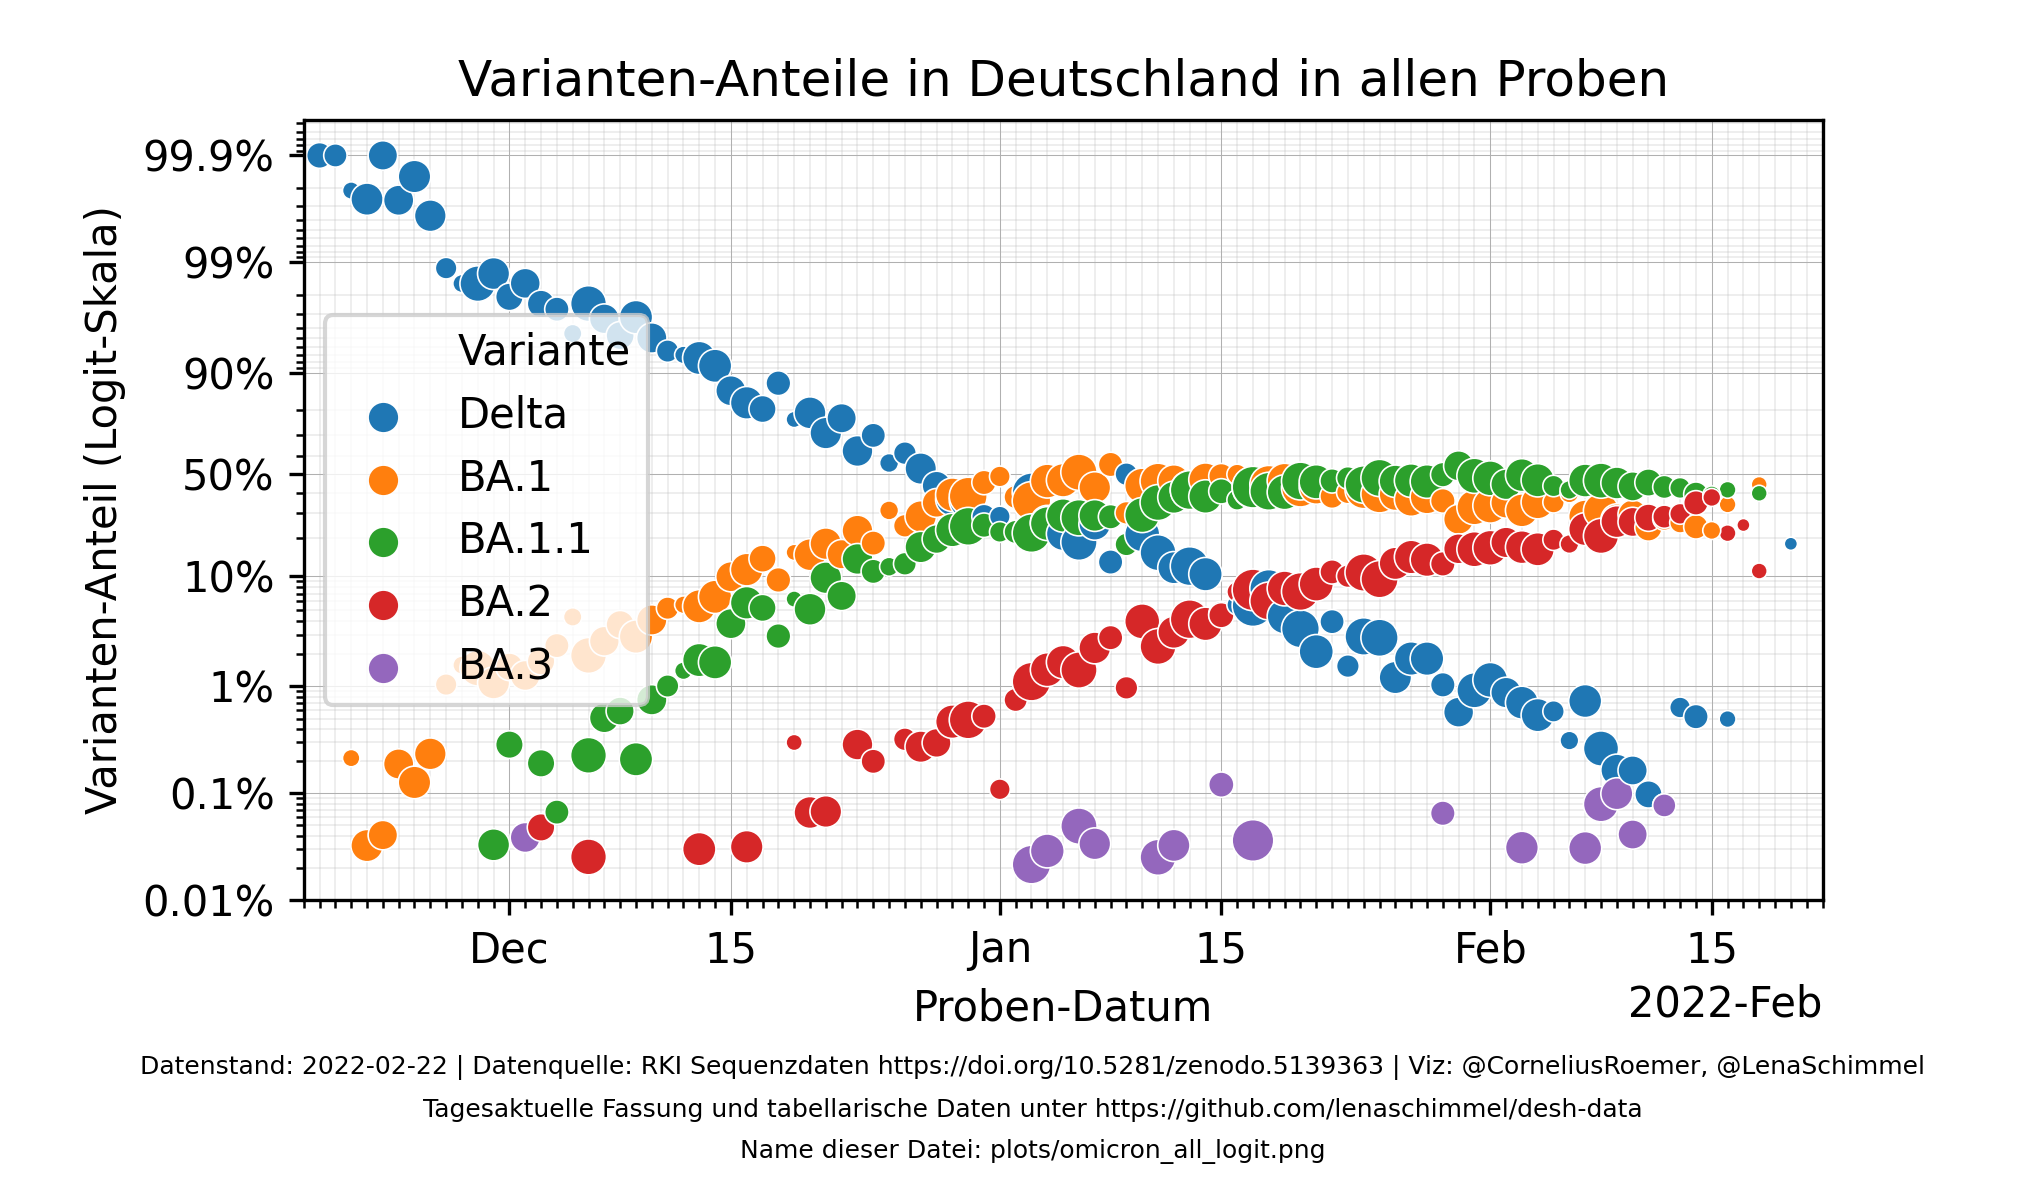 Varianten-Anteile in Deutschland in allen Proben
Varianten-Anteil (Logit-Skala)
99.9%
99%
90%
50%
10%
1%
0.1%
0.01%
Variante
Delta
BA.1
BA.1.1
BA.2
BA.3
Dec 15 Jan 15 Feb 15
2022-Feb
Proben-Datum
Datenstand: 2022-02-22 | Datenquelle: RKI Sequenzdaten https://doi.org/10.5281/zenodo.5139363 | Viz: @CorneliusRoemer, @LenaSchimmel
Tagesaktuelle Fassung und tabellarische Daten unter https://github.com/lenaschimmel/desh-data
Name dieser Datei: plots/omicron_all_logit.png